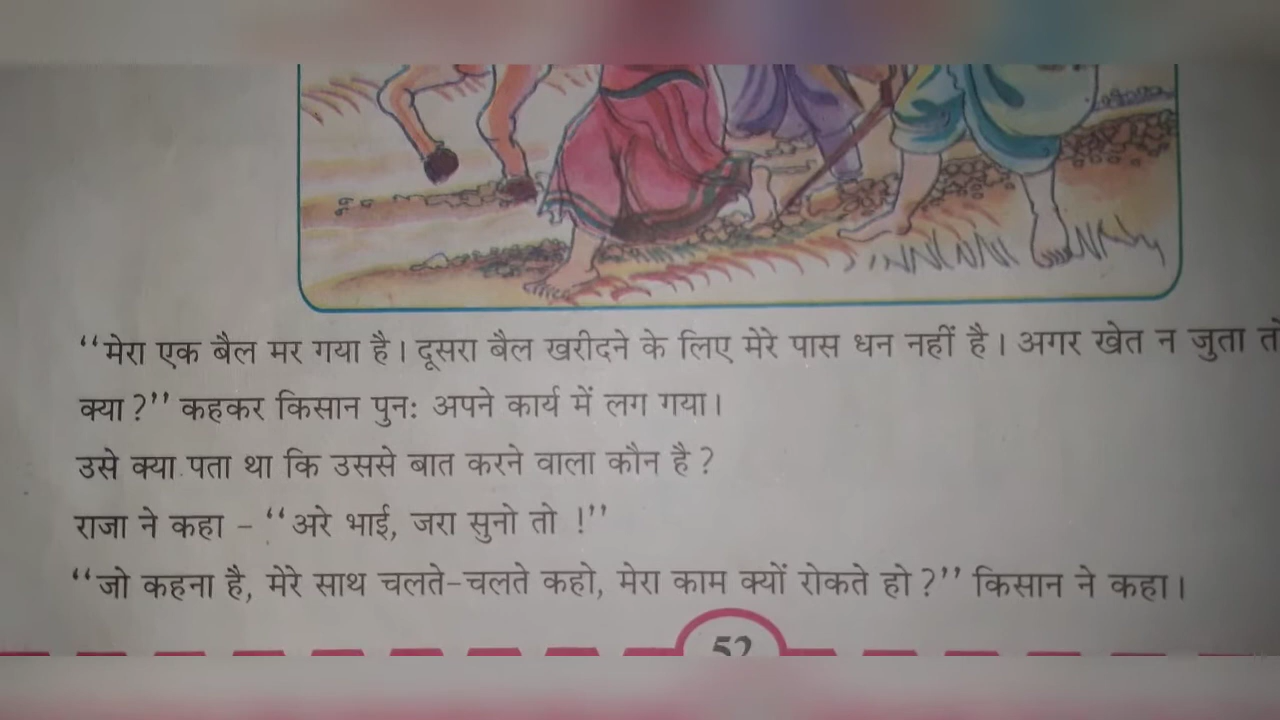 ‘‘मेरा एक बैल मर गया है। दूसरा बैल खरीदने के लिए मेरे पास धन नहीं है। अगर खेत न जुता तो
क्या ?’’ कहकर किसान पुनः अपने कार्य में लग गया।
उसे क्या पता था कि उससे बात करने वाला कौन है ?
राजा ने कहा – ‘‘अरे भाई, जरा सुनो तो !’’
‘‘जो कहना है, मेरे साथ चलते-चलते कहो, मेरा काम क्यों रोकते हो ?’’ किसान ने कहा।
52